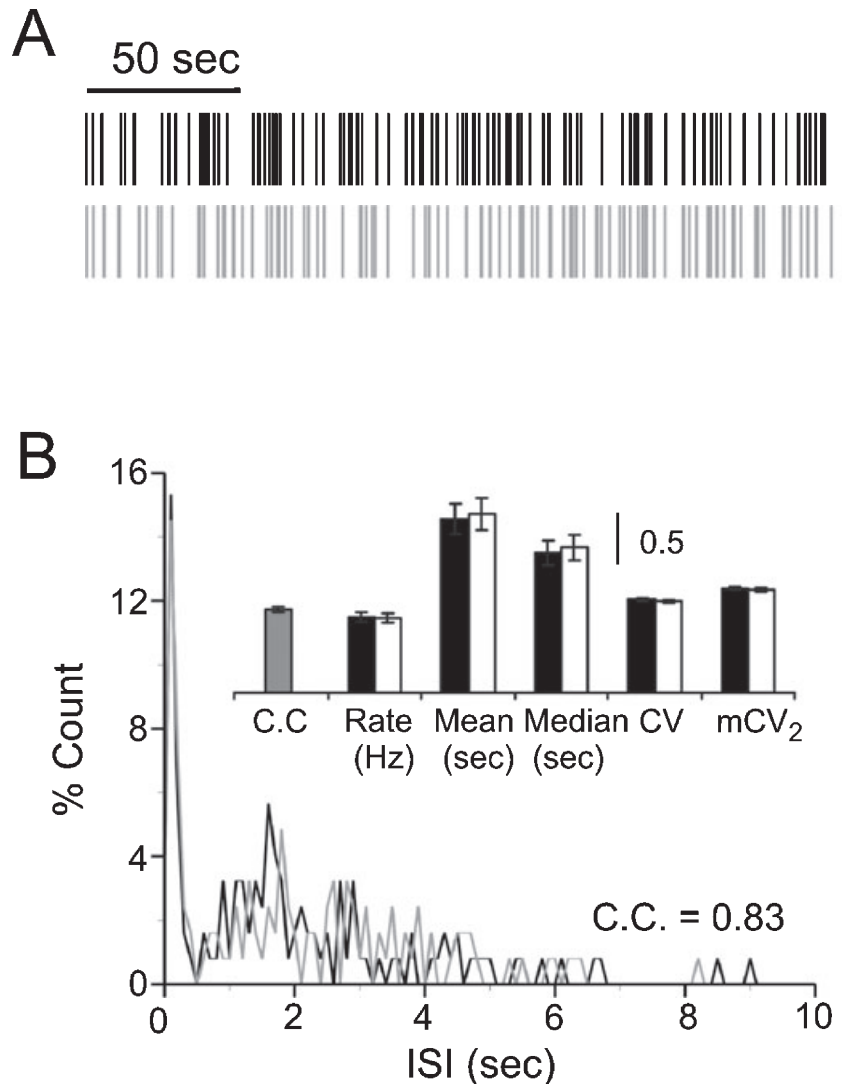 A
50 sec
B
16
12
8
4
0
% Count
0.5
C.C Rate Mean Median CV mCV₂
(Hz) (sec) (sec)
C.C. = 0.83
0 2 4 6 8 10
ISI (sec)